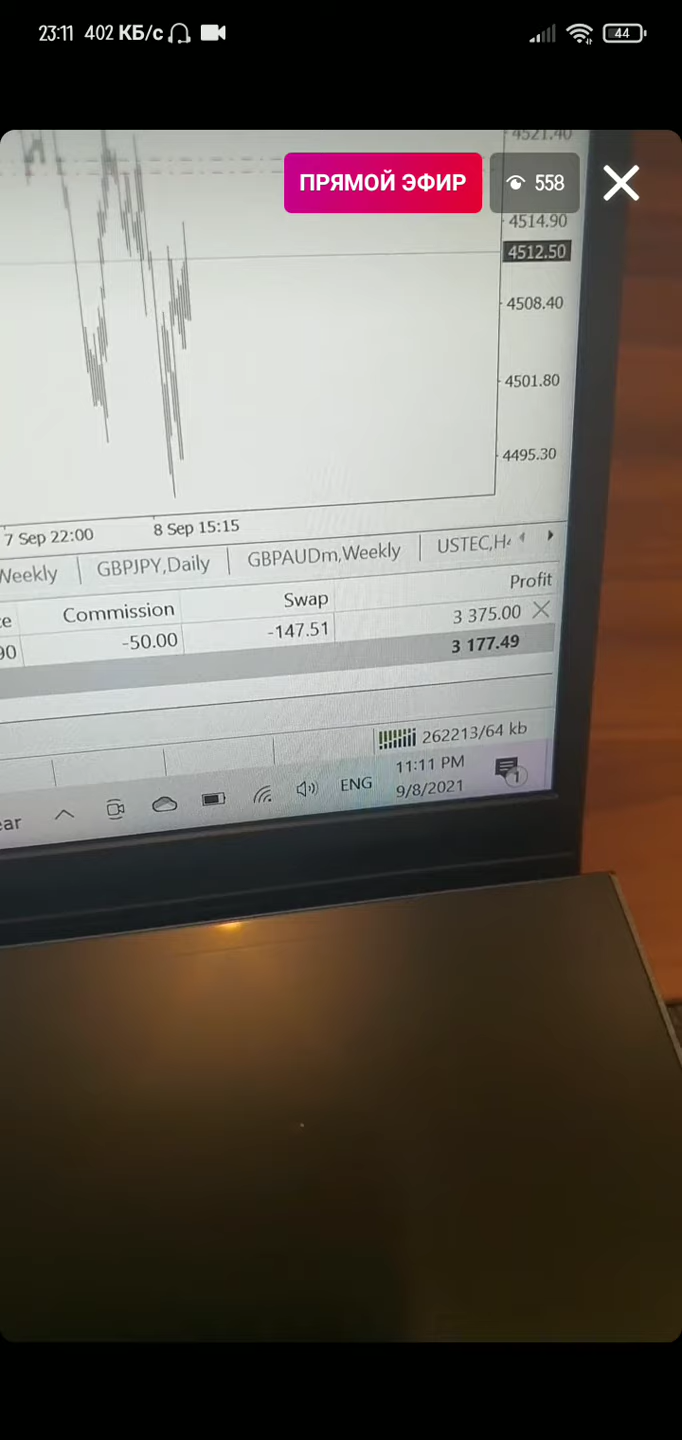 23:11 402 КБ/с 44
4521.40
ПРЯМОЙ ЭФИР 558
4514.90
4512.50
4508.40
4501.80
4495.30
7 Sep 22:00 8 Sep 15:15
GBPJPY,Daily GBPAUDm,Weekly
Commission Swap Profit
-50.00 -147.51 3 375.00
3 177.49
262213/64 kb
ENG 11:11 PM 1
9/8/2021